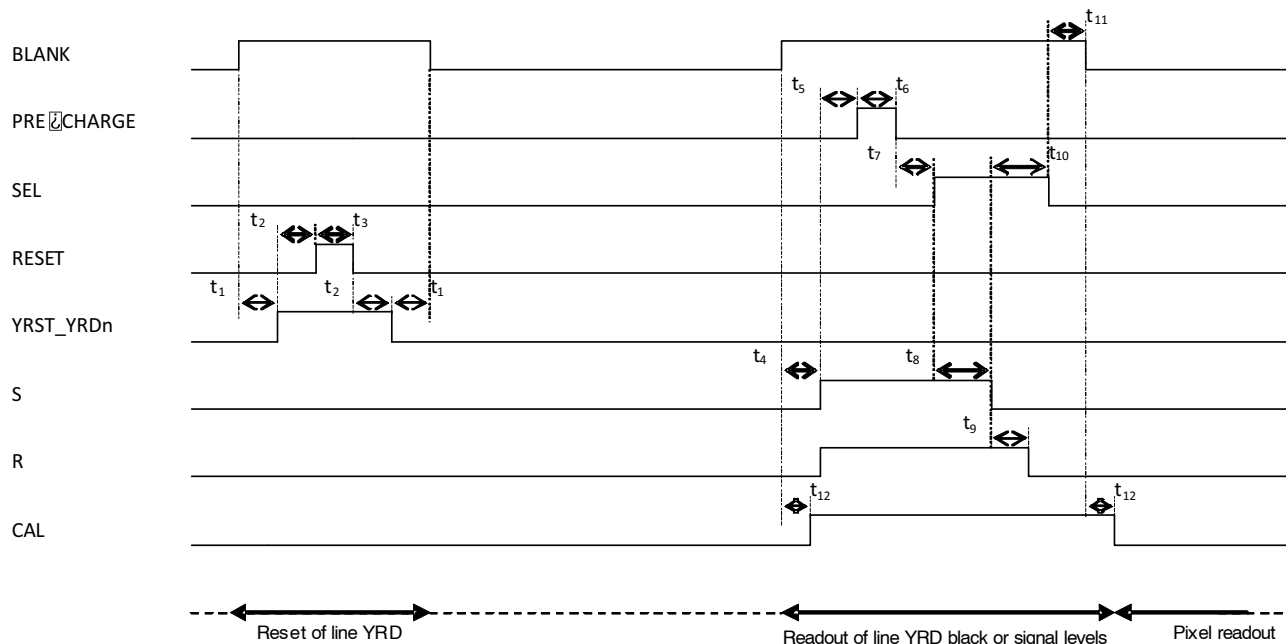 BLANK
t11
t5
t6
PRE⍰CHARGE
t7
t10
SEL
t2
t3
RESET
t1
t2
t1
YRST_YRDn
t4
t8
S
t9
R
t12
t12
CAL
Reset of line YRD
Readout of line YRD black or signal levels
Pixel readout